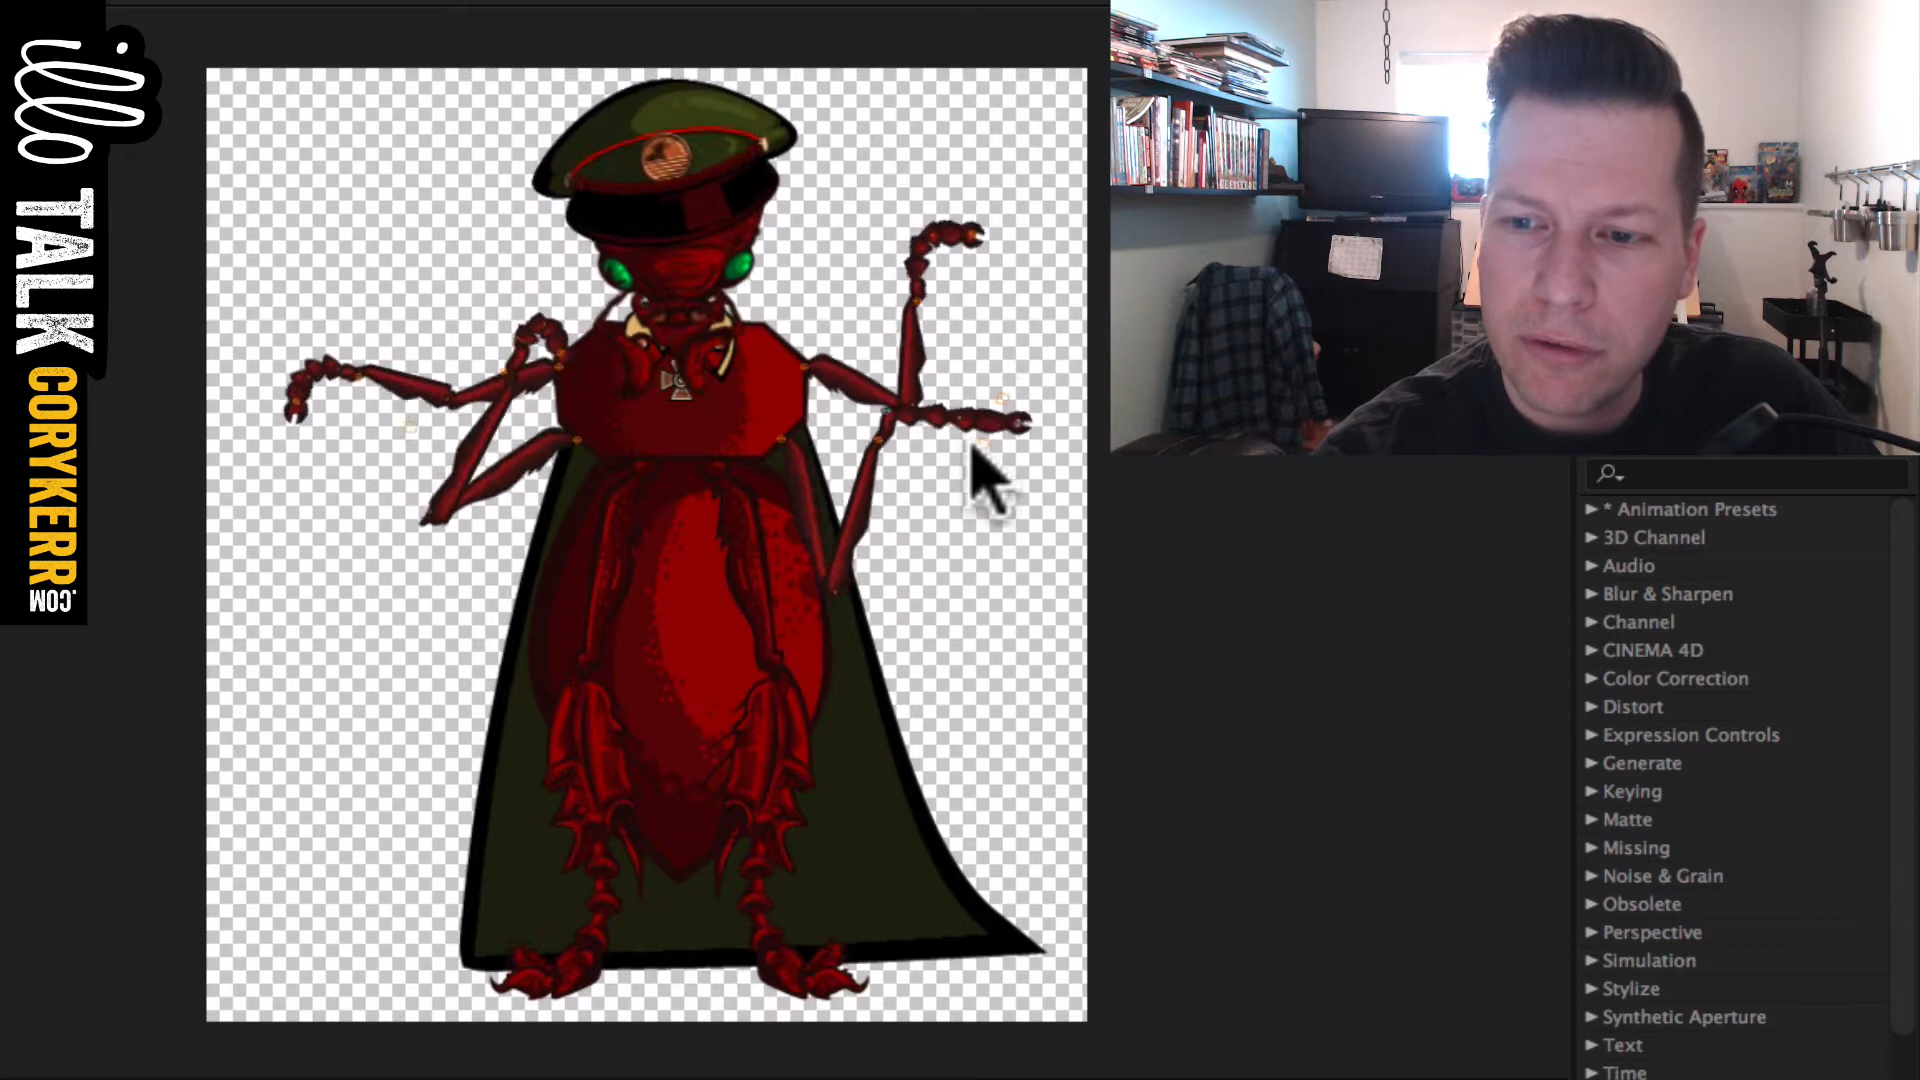 illo
TALK
CORYKERR
.COM
* Animation Presets
3D Channel
Audio
Blur & Sharpen
Channel
CINEMA 4D
Color Correction
Distort
Expression Controls
Generate
Keying
Matte
Missing
Noise & Grain
Obsolete
Perspective
Simulation
Stylize
Synthetic Aperture
Text
Time